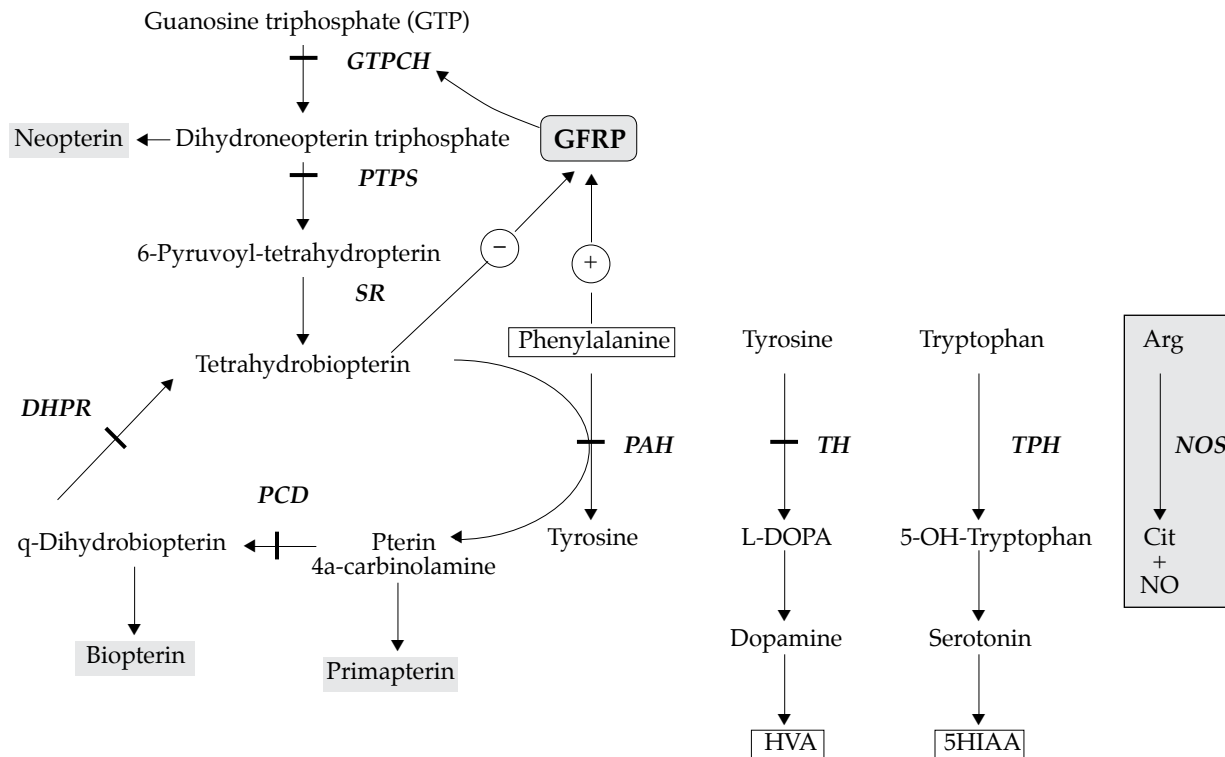 Guanosine triphosphate (GTP)
GTPCH
Neopterin
Dihydroneopterin triphosphate
GFRP
PTPS
6-Pyruvoyl-tetrahydropterin
−
+
SR
Phenylalanine
Tyrosine
Tryptophan
Arg
Tetrahydrobiopterin
DHPR
PAH
TH
TPH
NOS
PCD
q-Dihydrobiopterin
Pterin
4a-carbinolamine
Tyrosine
L-DOPA
5-OH-Tryptophan
Cit
+
NO
Biopterin
Primapterin
Dopamine
Serotonin
HVA
5HIAA